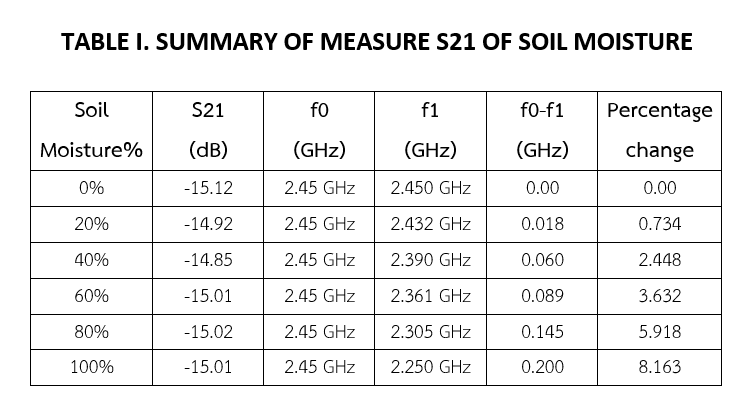 TABLE I. SUMMARY OF MEASURE S21 OF SOIL MOISTURE
Soil Moisture% S21 (dB) f0 (GHz) f1 (GHz) f0-f1 (GHz) Percentage change
0% -15.12 2.45 GHz 2.450 GHz 0.00 0.00
20% -14.92 2.45 GHz 2.432 GHz 0.018 0.734
40% -14.85 2.45 GHz 2.390 GHz 0.060 2.448
60% -15.01 2.45 GHz 2.361 GHz 0.089 3.632
80% -15.02 2.45 GHz 2.305 GHz 0.145 5.918
100% -15.01 2.45 GHz 2.250 GHz 0.200 8.163